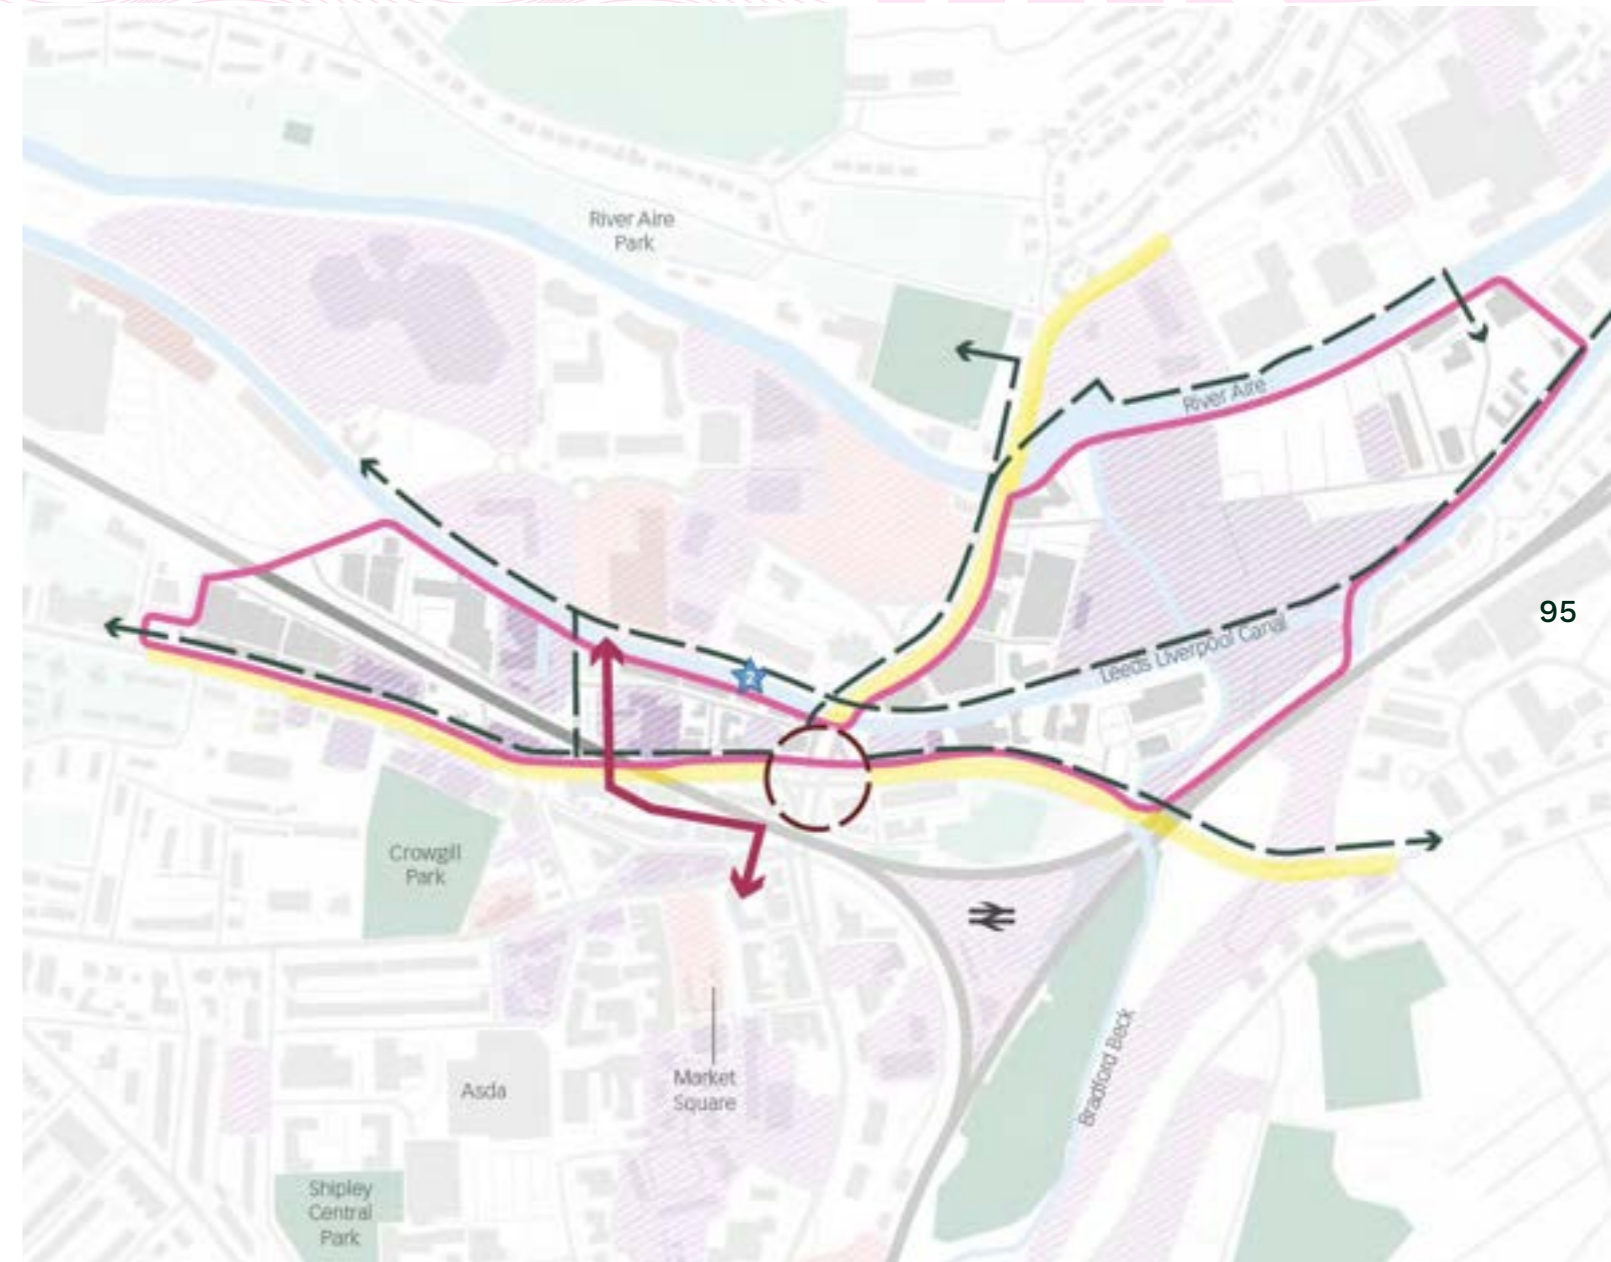 River Aire
Park
River Aire
95
Leeds Liverpool Canal
2
Crowgill
Park
Bradford Beck
Asda
Market
Square
Shipley
Central
Park